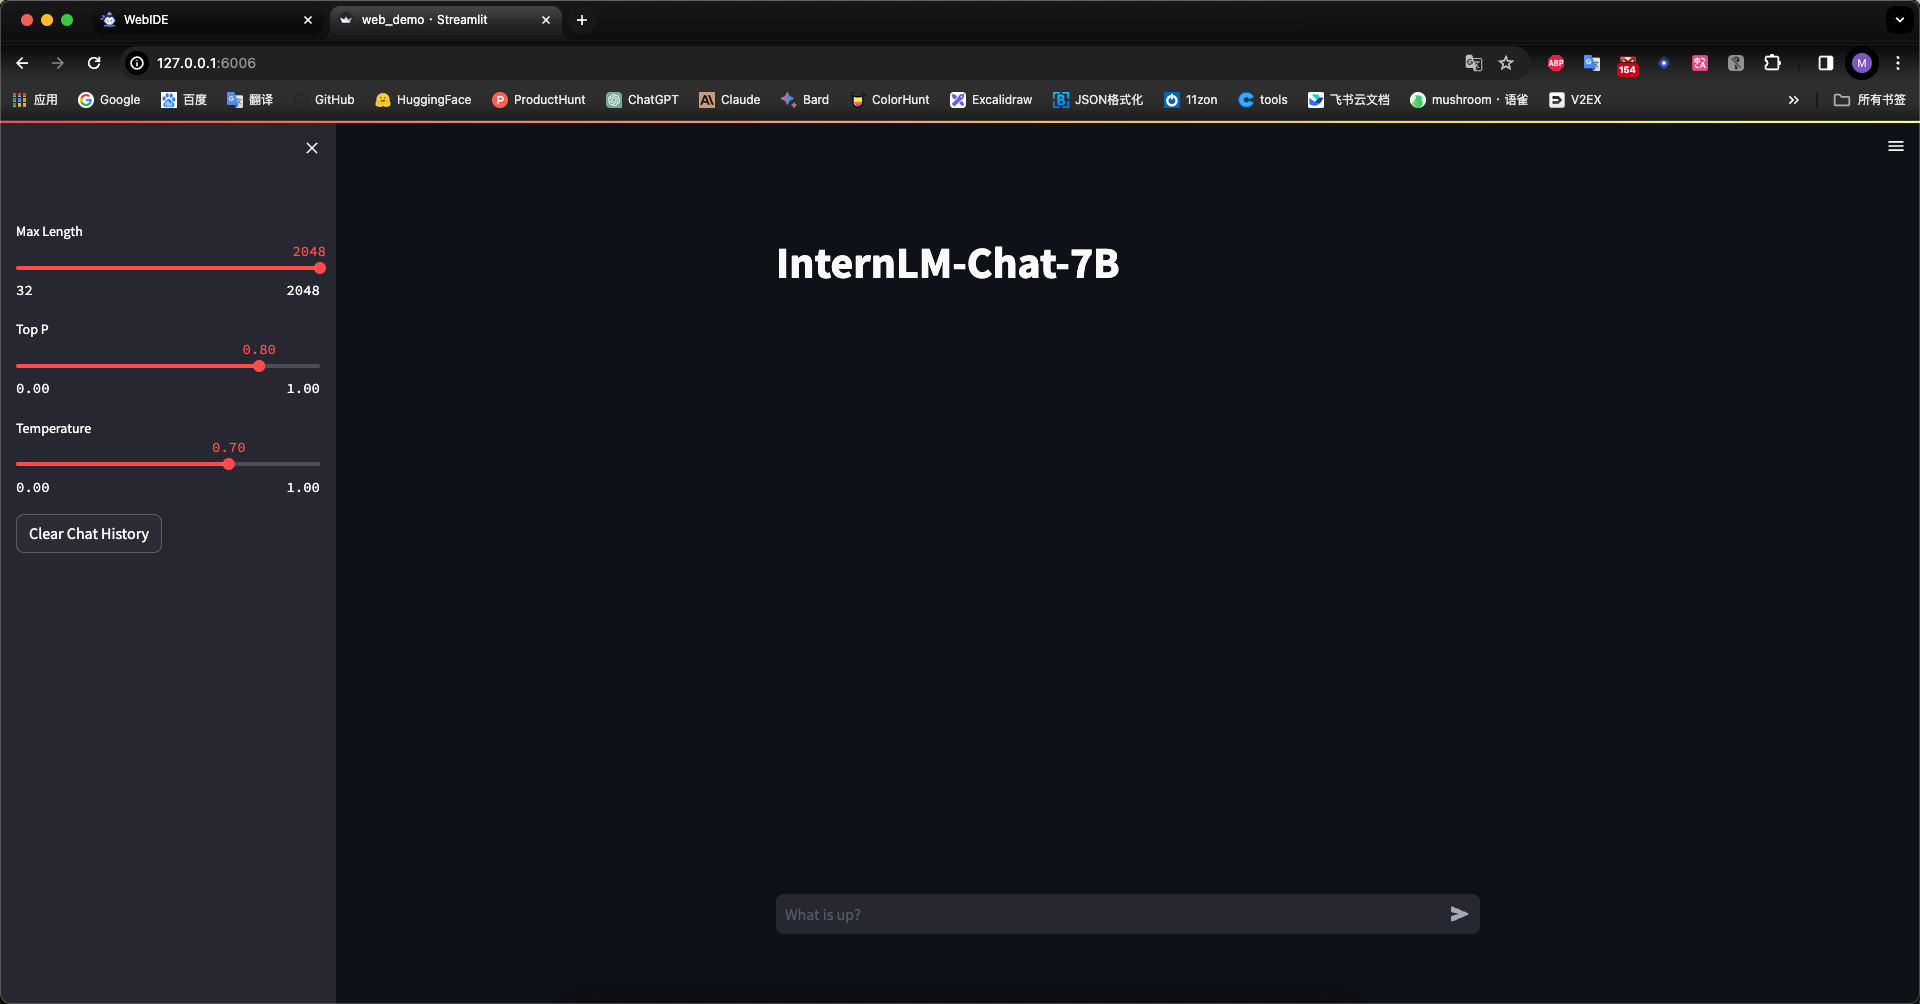 WebIDE
web_demo · Streamlit
127.0.0.1:6006
ABP
154
M
应用
Google
百度
翻译
GitHub
HuggingFace
ProductHunt
ChatGPT
Claude
Bard
ColorHunt
Excalidraw
JSON格式化
11zon
tools
飞书云文档
mushroom · 语雀
V2EX
所有书签
Max Length
2048
32 2048
Top P
0.80
0.00 1.00
Temperature
0.70
0.00 1.00
Clear Chat History
InternLM-Chat-7B
What is up?